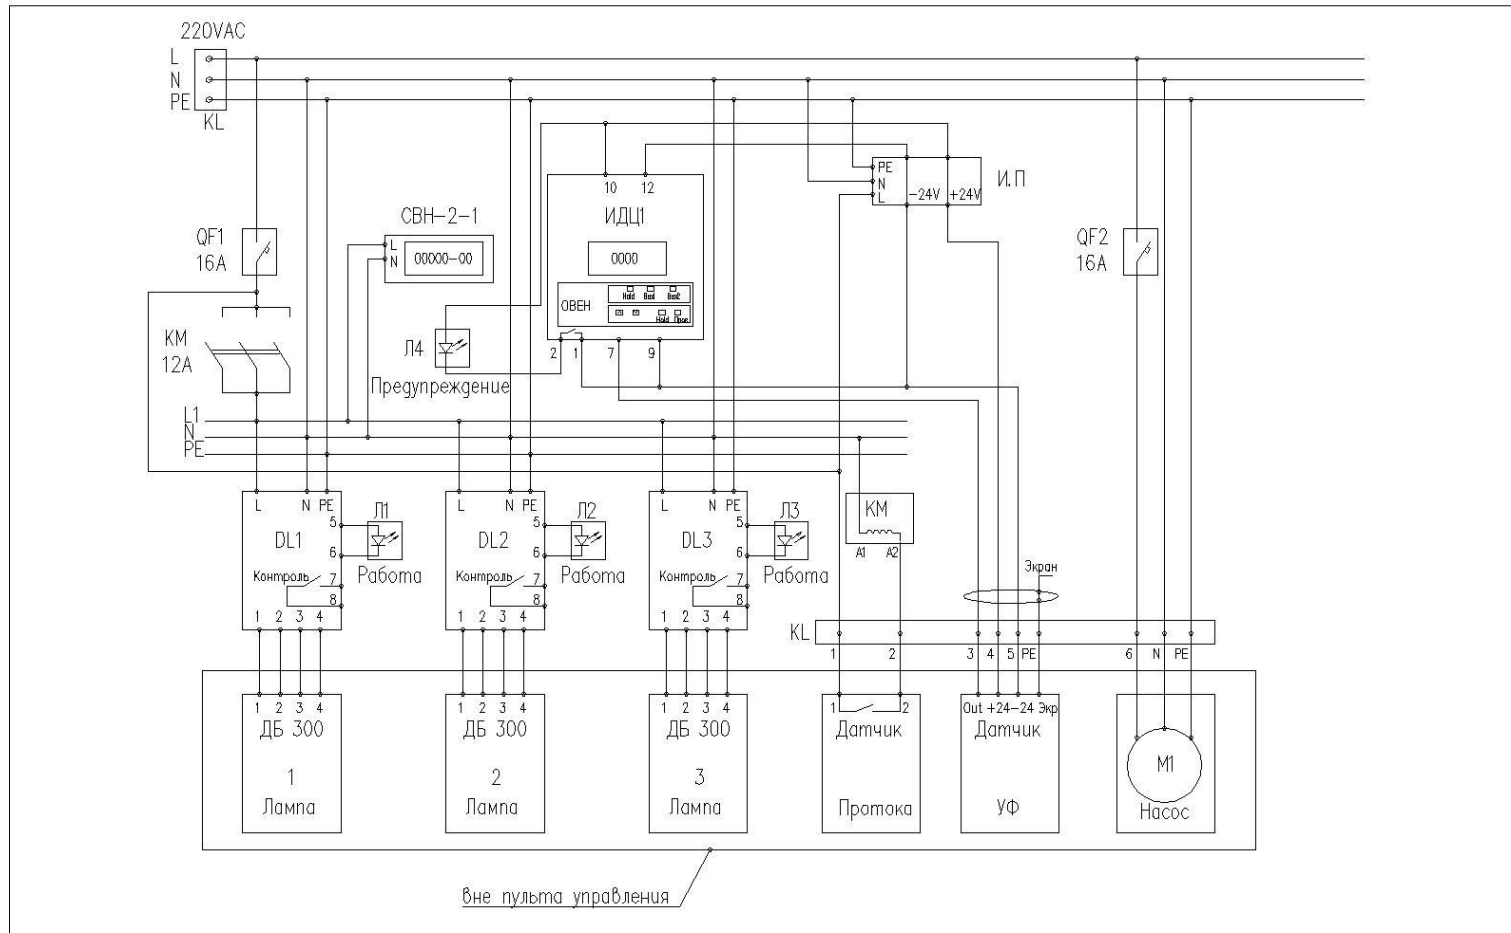 220VAC
L
N
PE
KL
PE
N
L
-24V +24V
И.П
10 12
ИДЦ1
0000
ОВЕН
Hold
Hold
2 1 7 9
СВН-2-1
L
N
00000-00
QF1
16A
QF2
16A
KM
12A
Л4
Предупреждение
L1
N
PE
L N PE
5
6
DL1
Контроль
7
8
1 2 3 4
Л1
Работа
L N PE
5
6
DL2
Контроль
7
8
1 2 3 4
Л2
Работа
L N PE
5
6
DL3
Контроль
7
8
1 2 3 4
Л3
Работа
KM
A1 A2
Экран
KL
1 2 3 4 5 PE 6 N PE
1 2 3 4
ДБ 300
1
Лампа
1 2 3 4
ДБ 300
2
Лампа
1 2 3 4
ДБ 300
3
Лампа
1 2
Датчик
Протока
Out +24-24 Экр
Датчик
УФ
M1
Насос
вне пульта управления